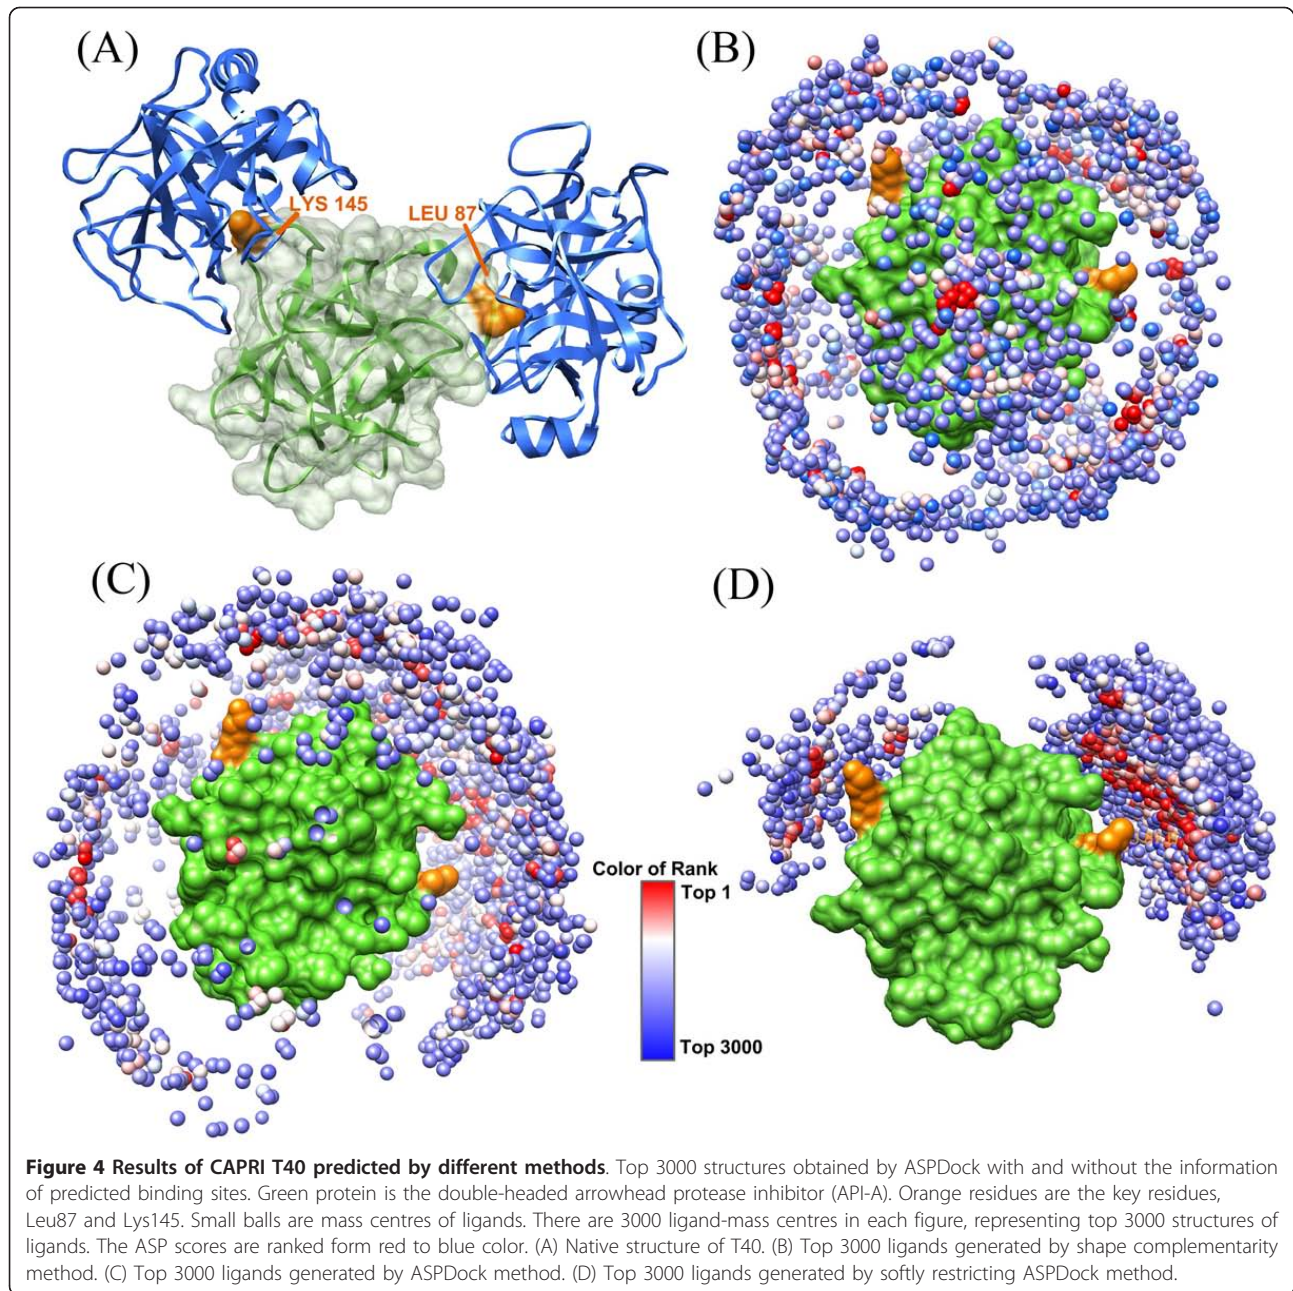 (A)
(B)
LYS 145
LEU 87
(C)
(D)
Color of Rank
Top 1
Top 3000
Figure 4 Results of CAPRI T40 predicted by different methods. Top 3000 structures obtained by ASPDock with and without the information
of predicted binding sites. Green protein is the double-headed arrowhead protease inhibitor (API-A). Orange residues are the key residues,
Leu87 and Lys145. Small balls are mass centres of ligands. There are 3000 ligand-mass centres in each figure, representing top 3000 structures of
ligands. The ASP scores are ranked form red to blue color. (A) Native structure of T40. (B) Top 3000 ligands generated by shape complementarity
method. (C) Top 3000 ligands generated by ASPDock method. (D) Top 3000 ligands generated by softly restricting ASPDock method.